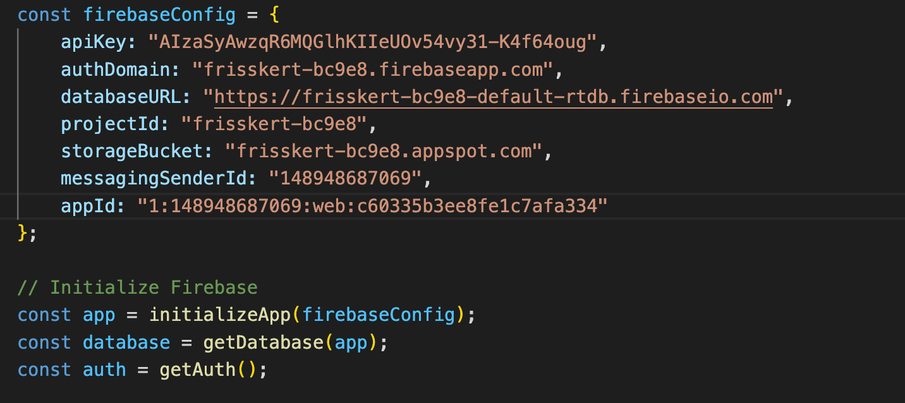 const firebaseConfig = {
apiKey: "AIzaSyAwzqR6MQGlhKIIeUOv54vy31-K4f64oug",
authDomain: "frisskert-bc9e8.firebaseapp.com",
databaseURL: "https://frisskert-bc9e8-default-rtdb.firebaseio.com",
projectId: "frisskert-bc9e8",
storageBucket: "frisskert-bc9e8.appspot.com",
messagingSenderId: "148948687069",
appId: "1:148948687069:web:c60335b3ee8fe1c7afa334"
};
// Initialize Firebase
const app = initializeApp(firebaseConfig);
const database = getDatabase(app);
const auth = getAuth();